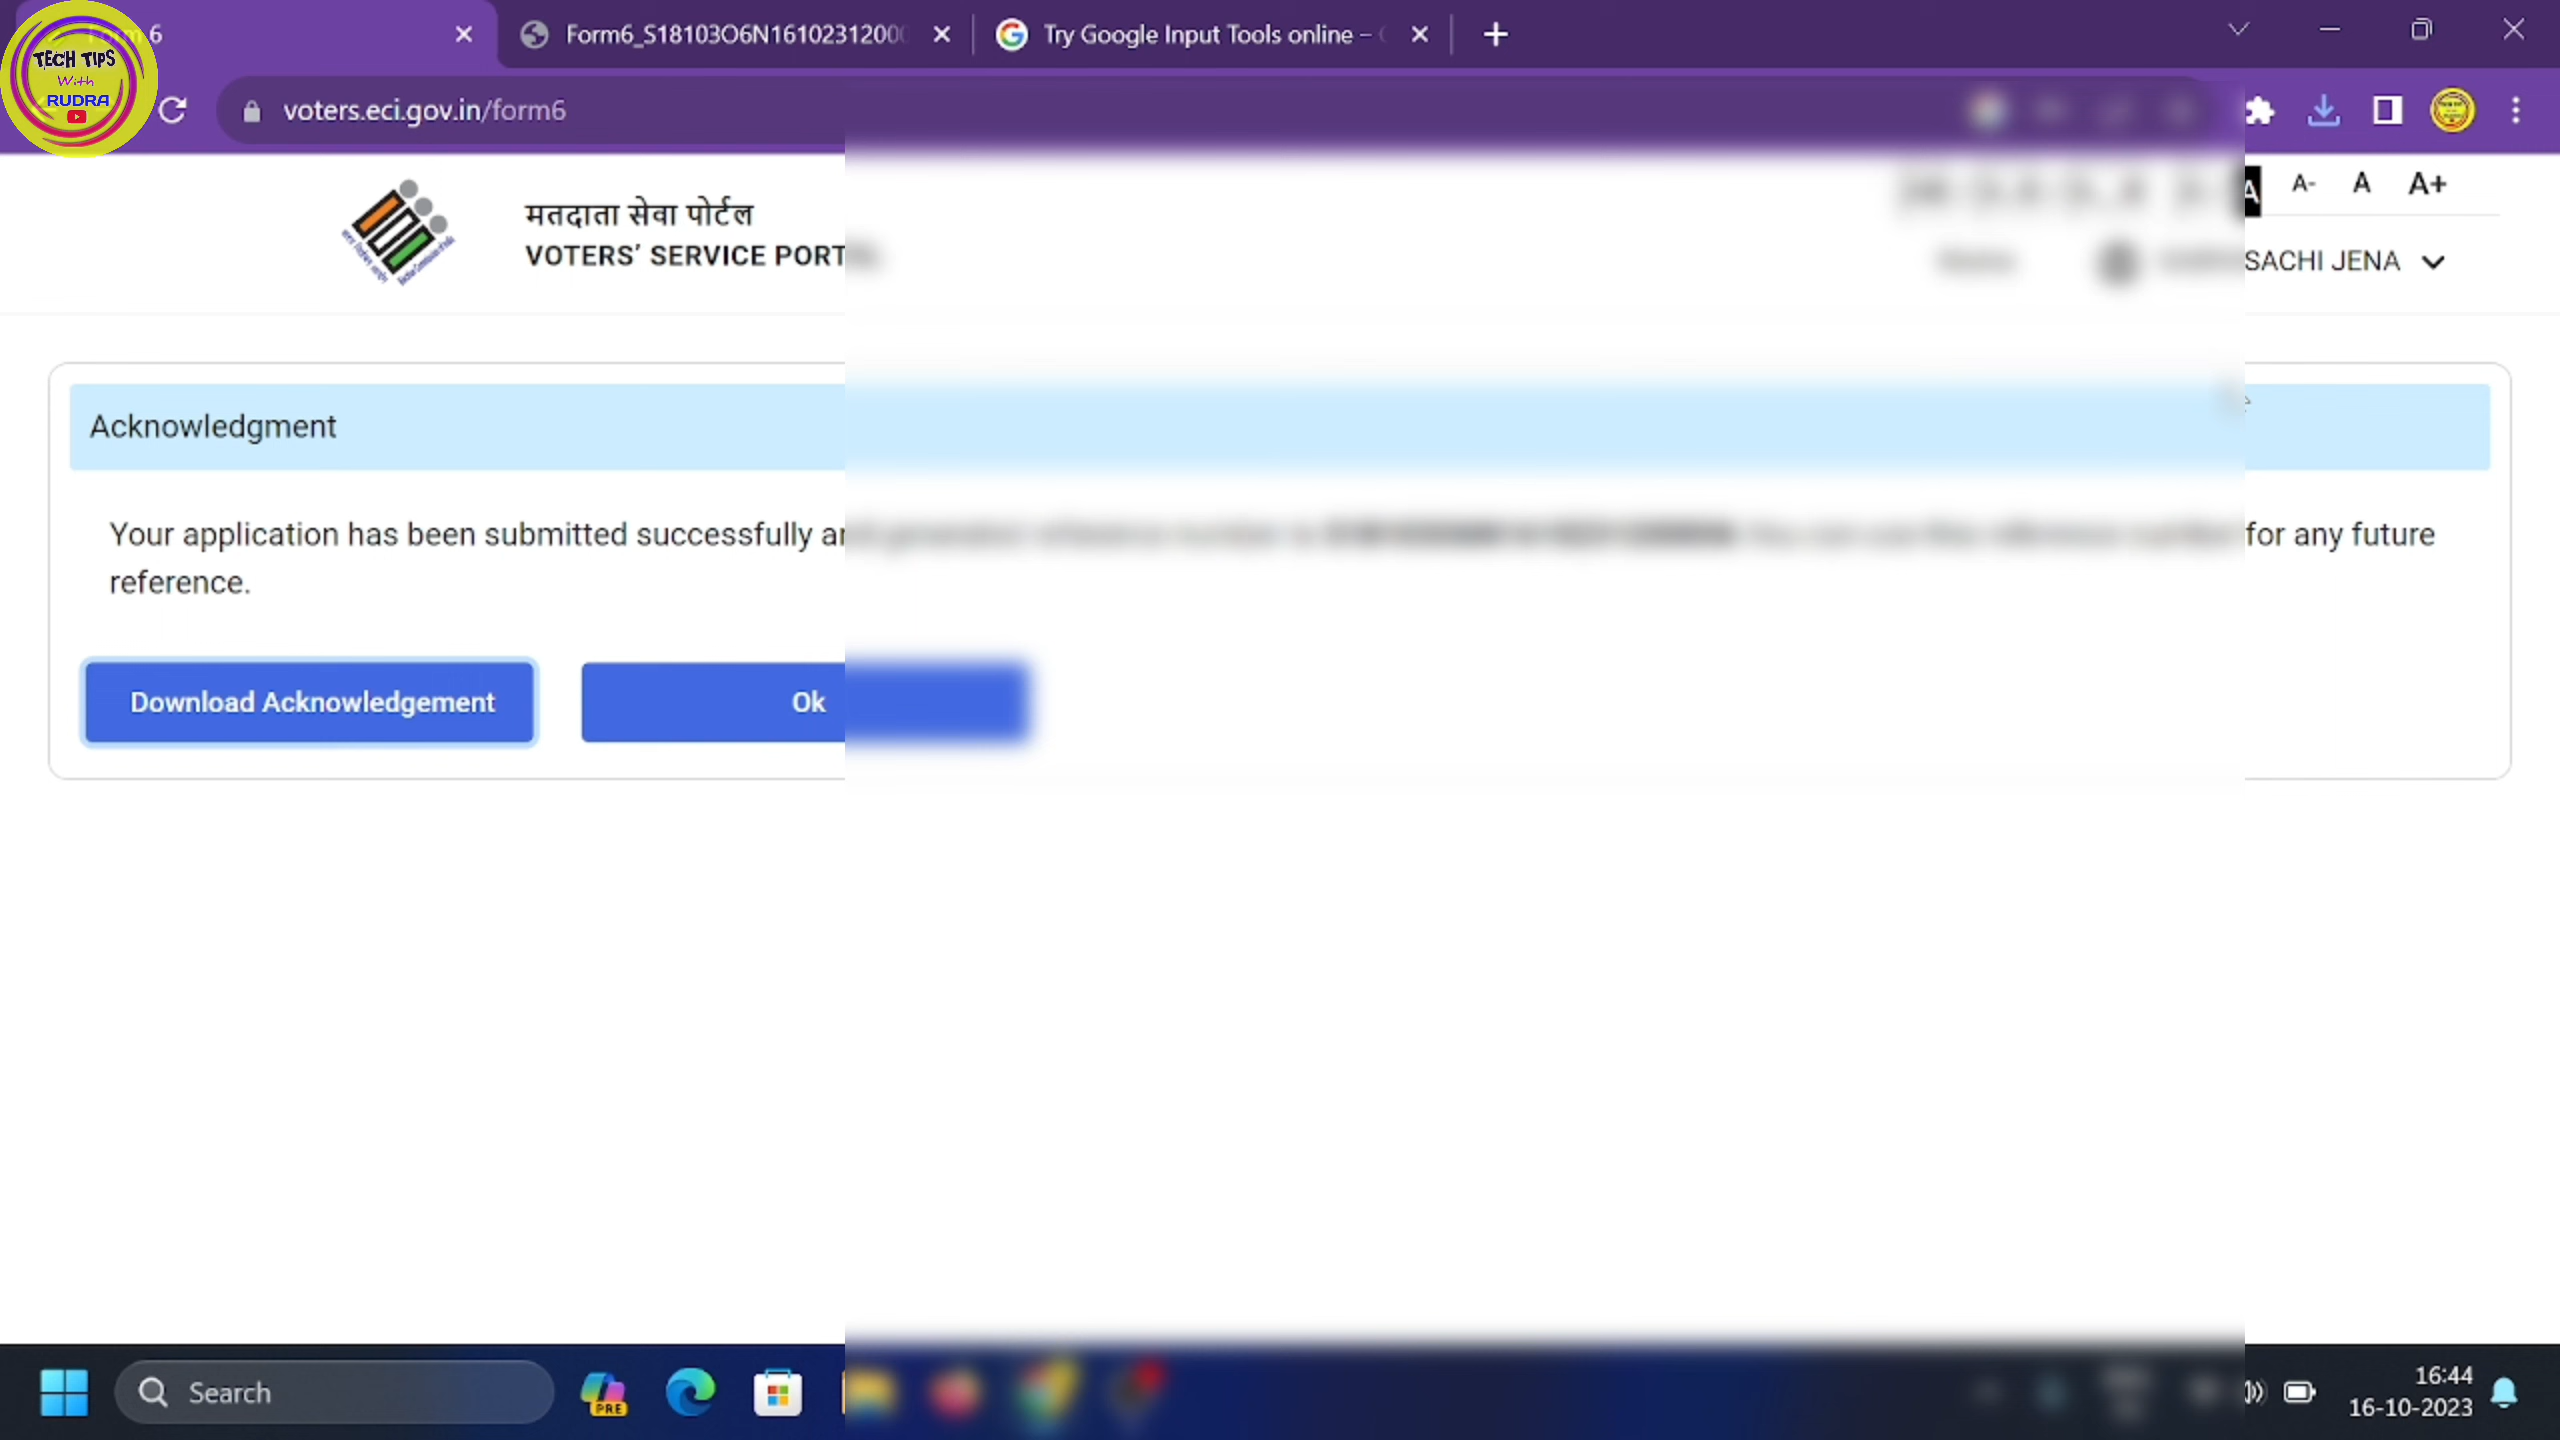 TECH TIPS
With
RUDRA
6
Form6_S18103O6N161023120
Try Google Input Tools online –
voters.eci.gov.in/form6
A
A-
A
A+
मतदाता सेवा पोर्टल
VOTERS' SERVICE PORT
SACHI JENA
Acknowledgment
Your application has been submitted successfully for any future
reference.
Download Acknowledgement
Ok
Search
PRE
16:44
16-10-2023